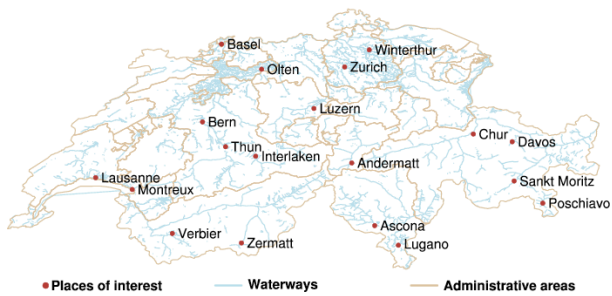 Basel
Winterthur
Olten
Zurich
Luzern
Bern
Chur
Davos
Thun
Interlaken
Andermatt
Lausanne
Montreux
Sankt Moritz
Poschiavo
Verbier
Ascona
Zermatt
Lugano
Places of interest
Waterways
Administrative areas